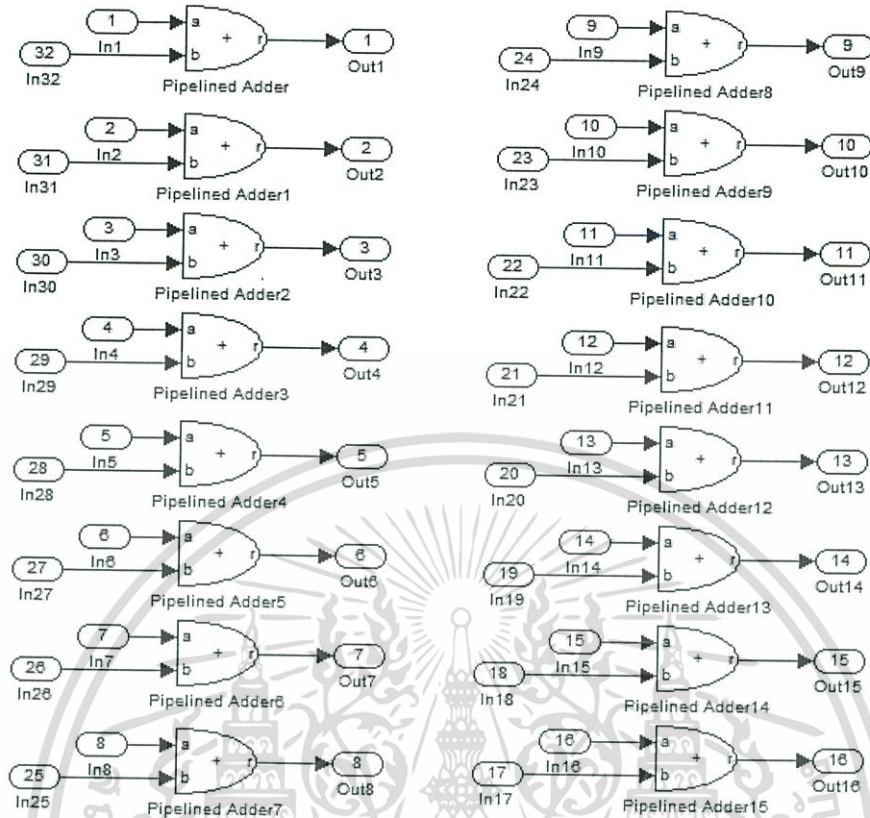 1
In1
32
In32
a
b
+
r
1
Out1
Pipelined Adder
2
In2
31
In31
a
b
+
r
2
Out2
Pipelined Adder1
3
In3
30
In30
a
b
+
r
3
Out3
Pipelined Adder2
4
In4
29
In29
a
b
+
r
4
Out4
Pipelined Adder3
5
In5
28
In28
a
b
+
r
5
Out5
Pipelined Adder4
6
In6
27
In27
a
b
+
r
6
Out6
Pipelined Adder5
7
In7
26
In26
a
b
+
r
7
Out7
Pipelined Adder6
8
In8
25
In25
a
b
+
r
8
Out8
Pipelined Adder7
9
In9
24
In24
a
b
+
r
9
Out9
Pipelined Adder8
10
In10
23
In23
a
b
+
r
10
Out10
Pipelined Adder9
11
In11
22
In22
a
b
+
r
11
Out11
Pipelined Adder10
12
In12
21
In21
a
b
+
r
12
Out12
Pipelined Adder11
13
In13
20
In20
a
b
+
r
13
Out13
Pipelined Adder12
14
In14
19
In19
a
b
+
r
14
Out14
Pipelined Adder13
15
In15
18
In18
a
b
+
r
15
Out15
Pipelined Adder14
16
In16
17
In17
a
b
+
r
16
Out16
Pipelined Adder15